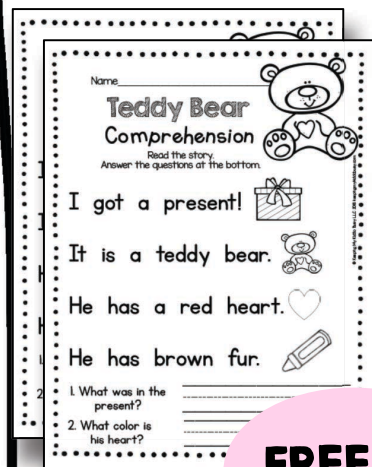 Name
Teddy Bear
Comprehension
Read the story.
Answer the questions at the bottom.
I got a present!
It is a teddy bear.
He has a red heart.
He has brown fur.
1. What was in the
present?
2. What color is
his heart?
FREE